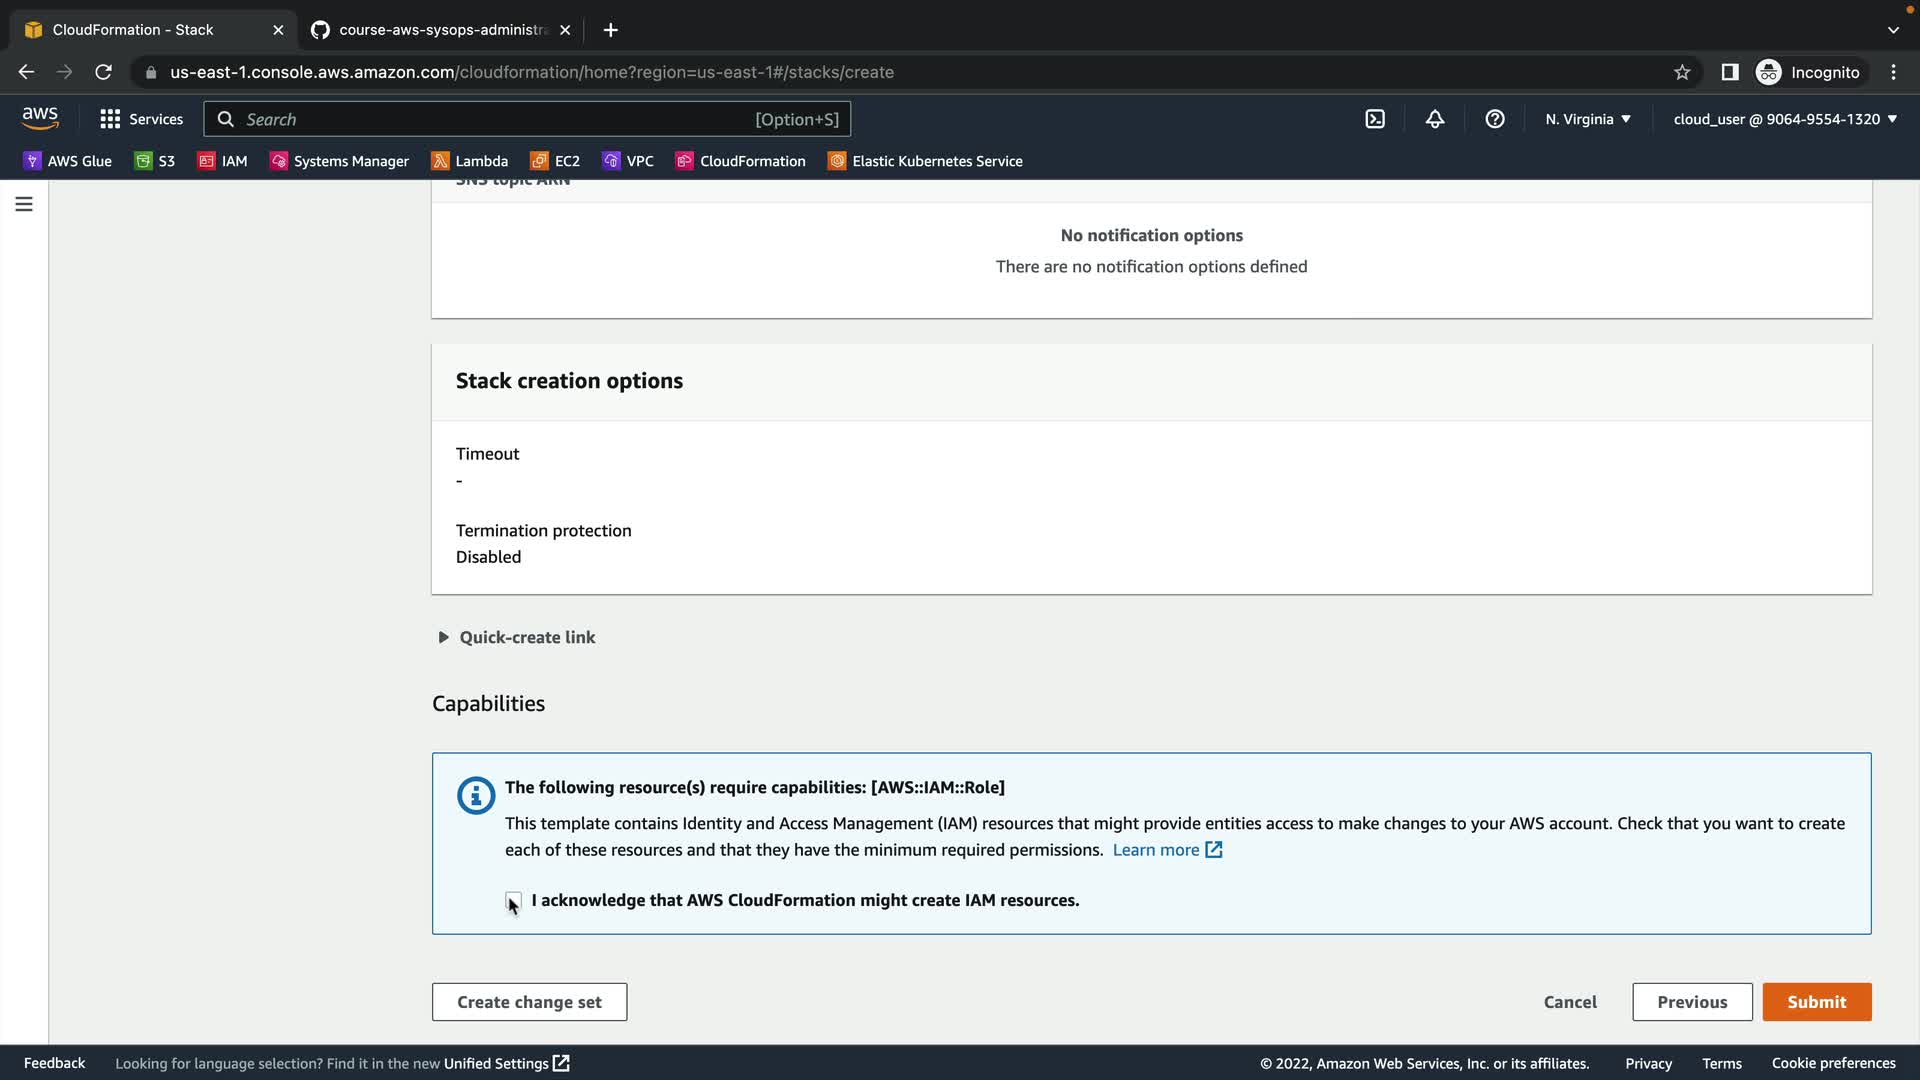 CloudFormation - Stack
course-aws-sysops-administra
us-east-1.console.aws.amazon.com/cloudformation/home?region=us-east-1#/stacks/create
Incognito
aws
Services
Search
[Option+S]
N. Virginia
cloud_user @ 9064-9554-1320
AWS Glue
S3
IAM
Systems Manager
Lambda
EC2
VPC
CloudFormation
Elastic Kubernetes Service
SNS topic ARN
No notification options
There are no notification options defined
Stack creation options
Timeout
-
Termination protection
Disabled
Quick-create link
Capabilities
The following resource(s) require capabilities: [AWS::IAM::Role]
This template contains Identity and Access Management (IAM) resources that might provide entities access to make changes to your AWS account. Check that you want to create
each of these resources and that they have the minimum required permissions. Learn more
I acknowledge that AWS CloudFormation might create IAM resources.
Create change set
Cancel
Previous
Submit
Feedback
Looking for language selection? Find it in the new Unified Settings
© 2022, Amazon Web Services, Inc. or its affiliates.
Privacy
Terms
Cookie preferences